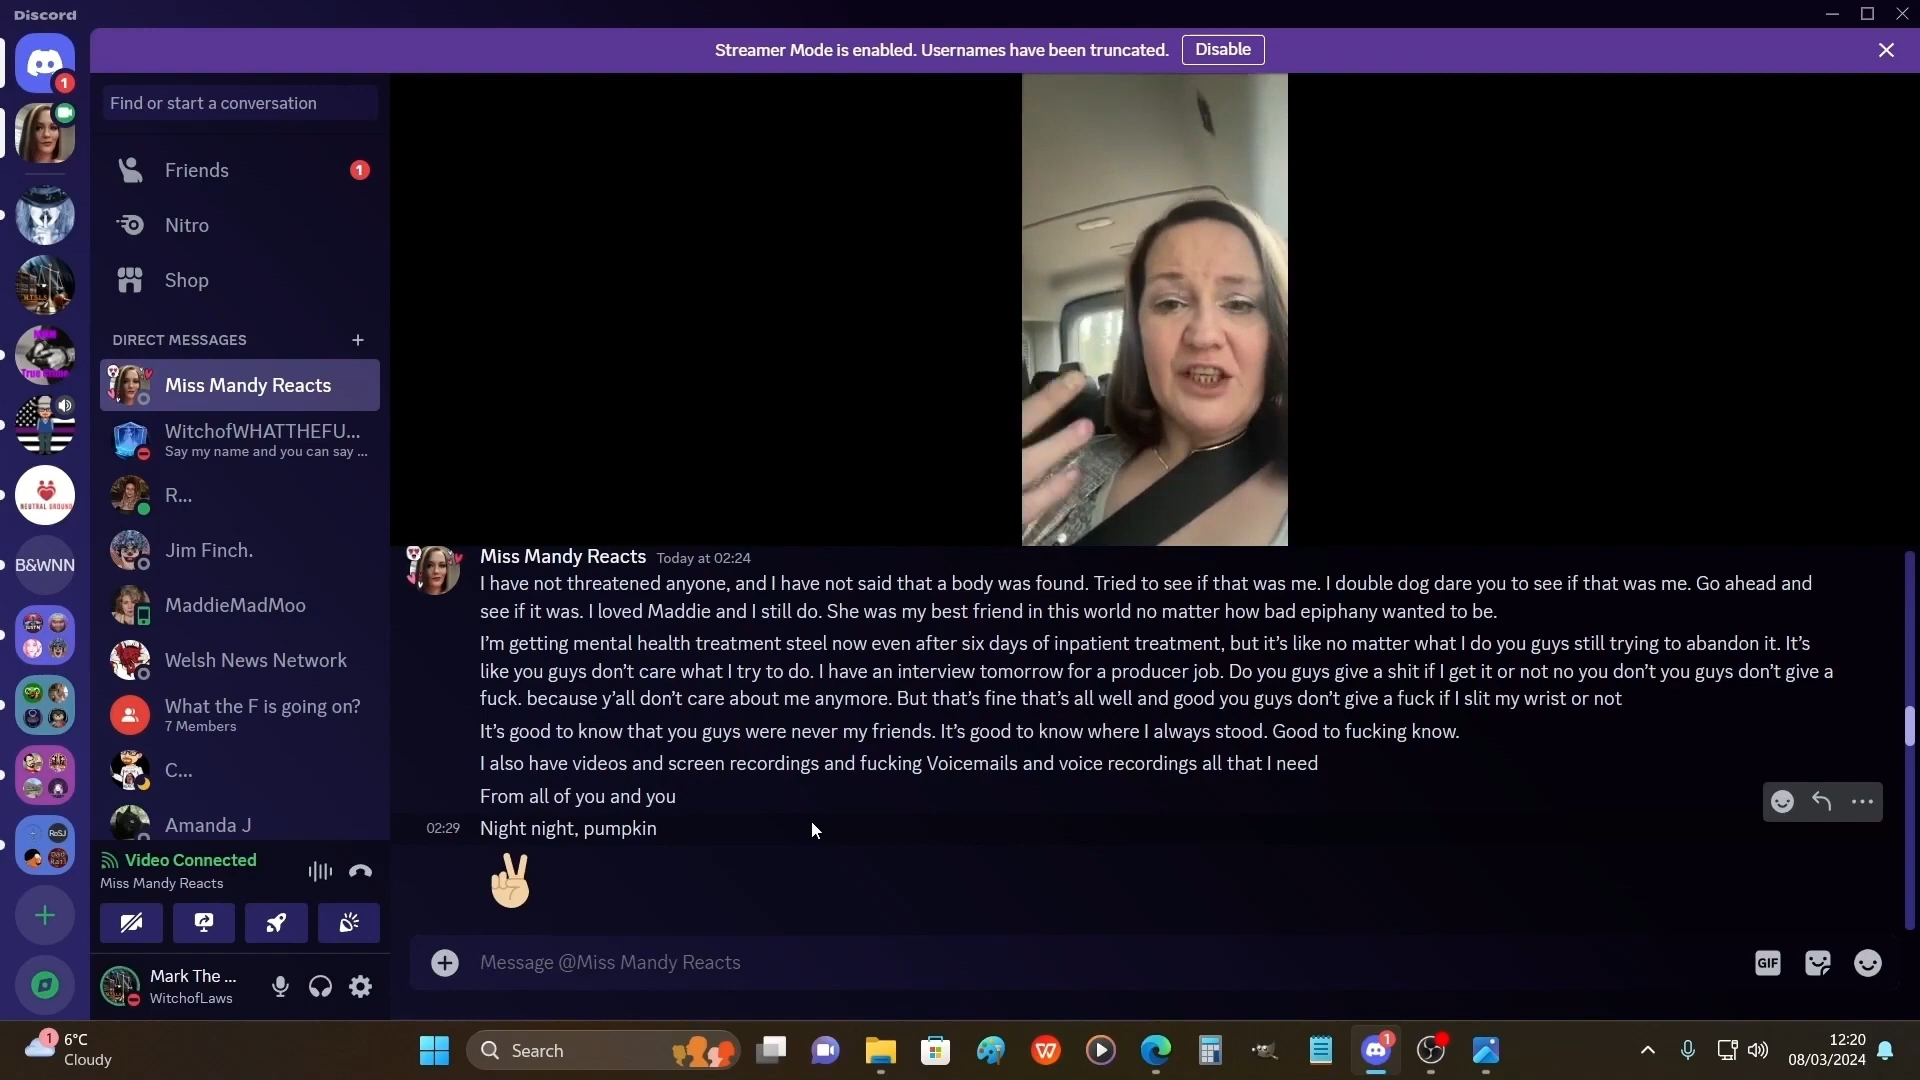 Discord
Streamer Mode is enabled. Usernames have been truncated. Disable
1
Find or start a conversation
Friends 1
Nitro
Shop
DIRECT MESSAGES
Miss Mandy Reacts
WitchofWHATTHEFU...
Say my name and you can say ...
R...
Jim Finch.
MaddieMadMoo
B&WNN
Welsh News Network
What the F is going on?
7 Members
C...
Amanda J
NEUTRAL GROUND
Miss Mandy Reacts Today at 02:24
I have not threatened anyone, and I have not said that a body was found. Tried to see if that was me. I double dog dare you to see if that was me. Go ahead and
see if it was. I loved Maddie and I still do. She was my best friend in this world no matter how bad epiphany wanted to be.
I’m getting mental health treatment steel now even after six days of inpatient treatment, but it’s like no matter what I do you guys still trying to abandon it. It’s
like you guys don’t care what I try to do. I have an interview tomorrow for a producer job. Do you guys give a shit if I get it or not no you don’t you guys don’t give a
fuck. because y’all don’t care about me anymore. But that’s fine that’s all well and good you guys don’t give a fuck if I slit my wrist or not
It’s good to know that you guys were never my friends. It’s good to know where I always stood. Good to fucking know.
I also have videos and screen recordings and fucking Voicemails and voice recordings all that I need
From all of you and you
02:29 Night night, pumpkin
Video Connected
Miss Mandy Reacts
Mark The ...
WitchofLaws
Message @Miss Mandy Reacts
GIF
1
6°C
Cloudy
Search
1
12:20
08/03/2024